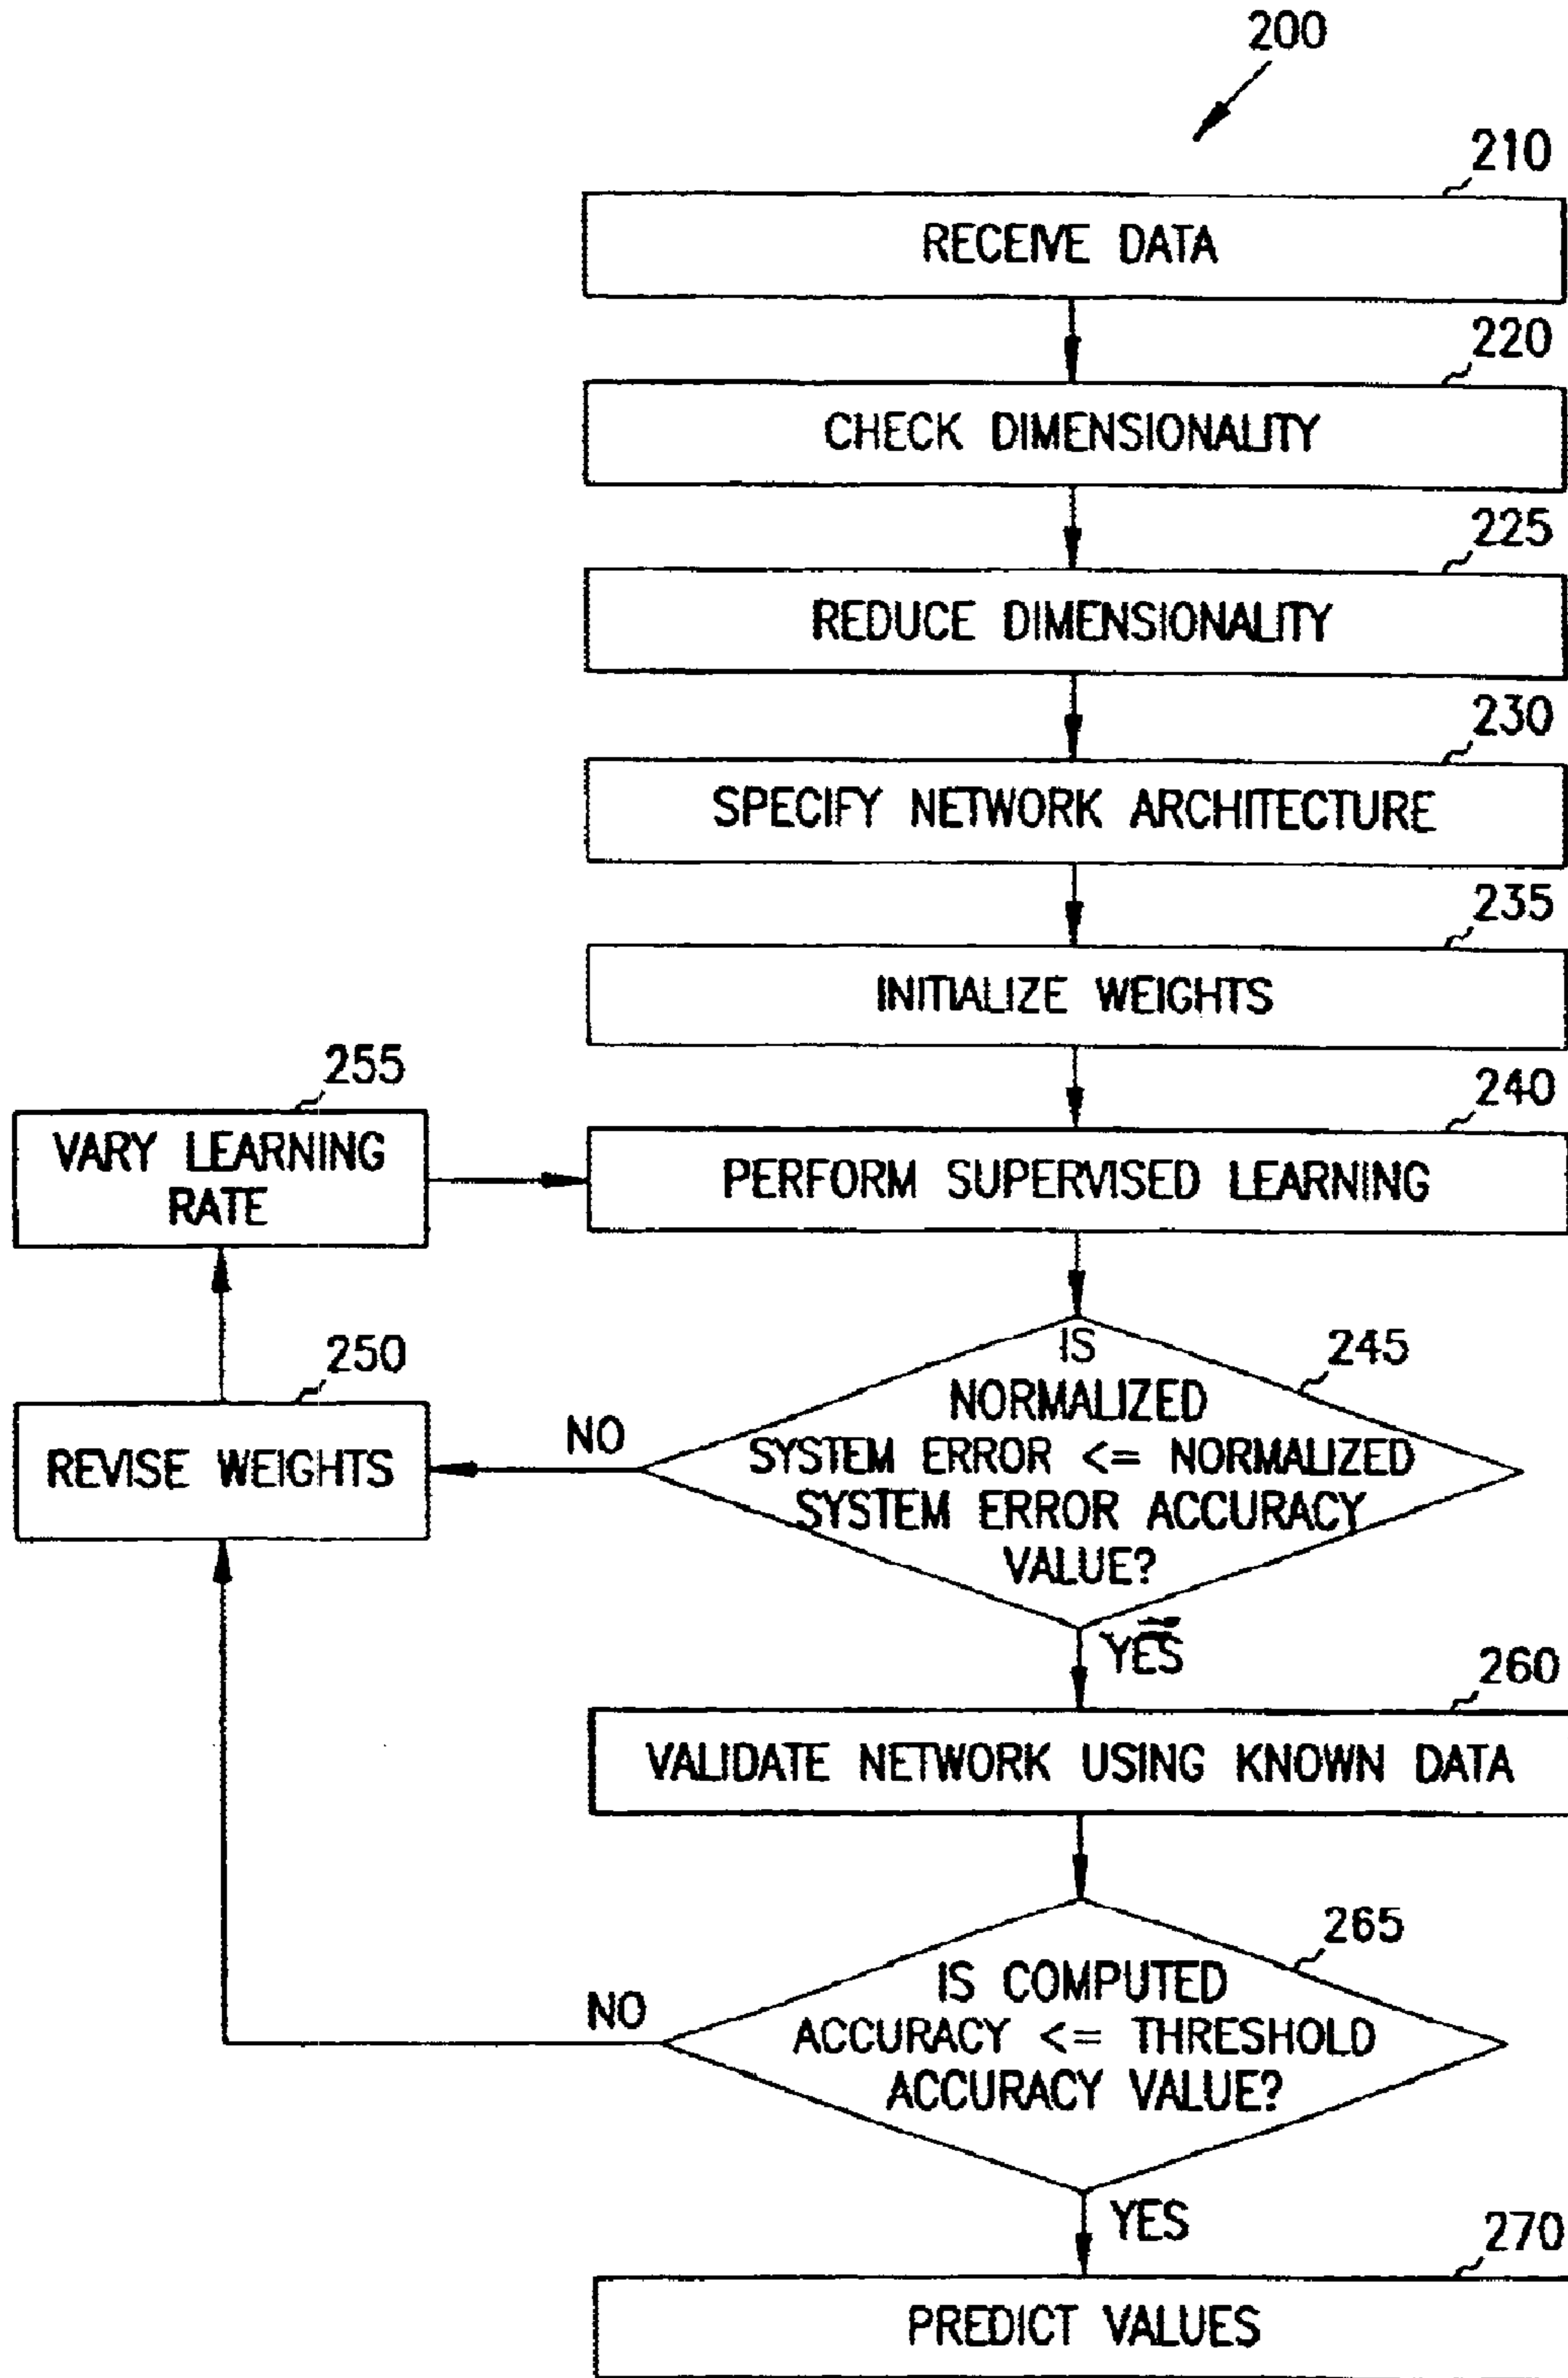 200
210
RECEIVE DATA
220
CHECK DIMENSIONALITY
225
REDUCE DIMENSIONALITY
230
SPECIFY NETWORK ARCHITECTURE
235
INITIALIZE WEIGHTS
255
VARY LEARNING
RATE
240
PERFORM SUPERVISED LEARNING
250
REVISE WEIGHTS
NO
245
IS
NORMALIZED
SYSTEM ERROR <= NORMALIZED
SYSTEM ERROR ACCURACY
VALUE?
YES
260
VALIDATE NETWORK USING KNOWN DATA
265
IS COMPUTED
ACCURACY <= THRESHOLD
ACCURACY VALUE?
NO
YES
270
PREDICT VALUES